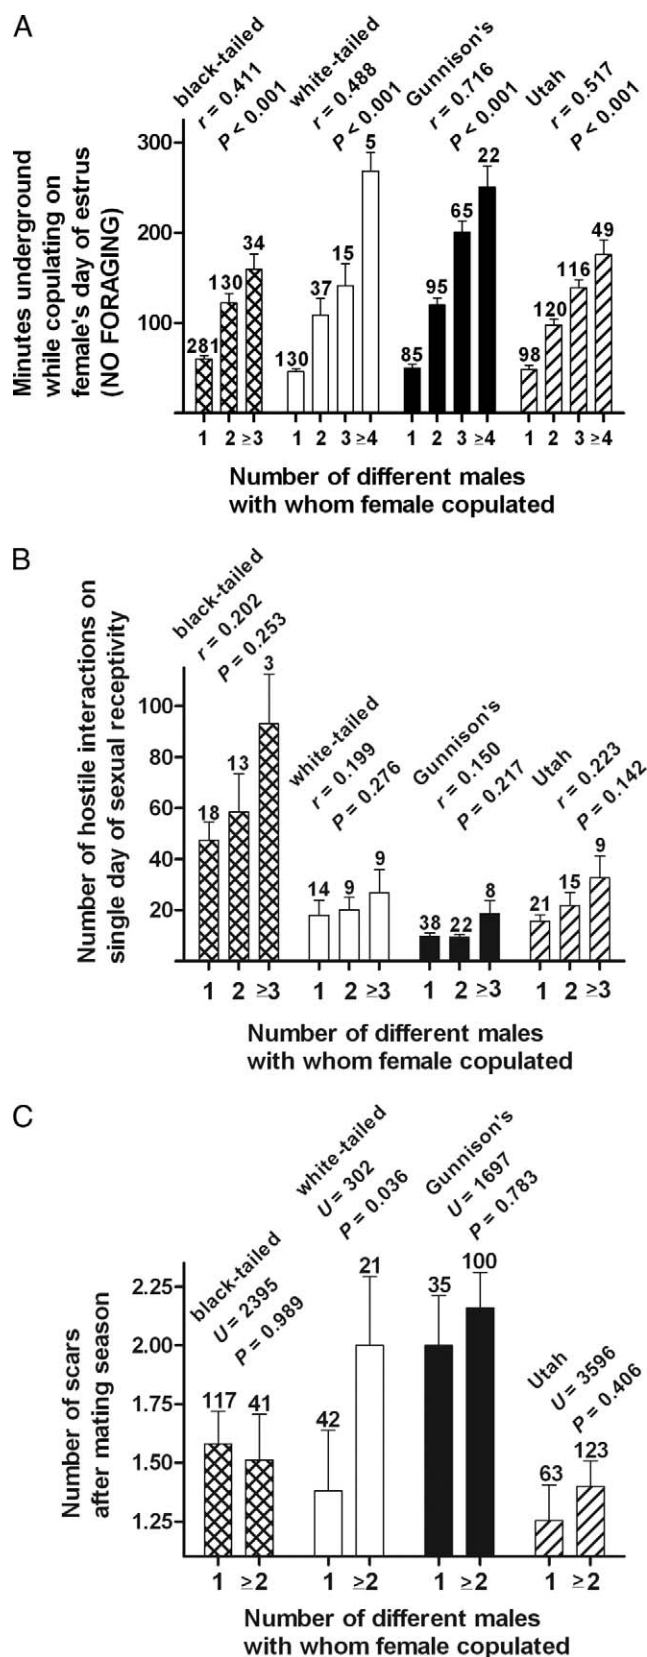 A
black-tailed
r = 0.411
P < 0.001
white-tailed
r = 0.488
P < 0.001
Gunnison's
r = 0.716
P < 0.001
Utah
r = 0.517
P < 0.001
Minutes underground
while copulating on
female's day of estrus
(NO FORAGING)
300
200
100
281 130 34
130 37 15 5
85 95 65 22
98 120 116 49
1 2 ≥3 1 2 3 ≥4 1 2 3 ≥4 1 2 3 ≥4
Number of different males
with whom female copulated
B
black-tailed
r = 0.202
P = 0.253
white-tailed
r = 0.199
P = 0.276
Gunnison's
r = 0.150
P = 0.217
Utah
r = 0.223
P = 0.142
Number of hostile interactions on
single day of sexual receptivity
100
80
60
40
20
18 13 3
14 9 9
38 22 8
21 15 9
1 2 ≥3 1 2 ≥3 1 2 ≥3 1 2 ≥3
Number of different males
with whom female copulated
C
black-tailed
U = 2395
P = 0.989
white-tailed
U = 302
P = 0.036
Gunnison's
U = 1697
P = 0.783
Utah
U = 3596
P = 0.406
Number of scars
after mating season
2.25
2.00
1.75
1.50
1.25
117 41
42 21
35 100
63 123
1 ≥2 1 ≥2 1 ≥2 1 ≥2
Number of different males
with whom female copulated